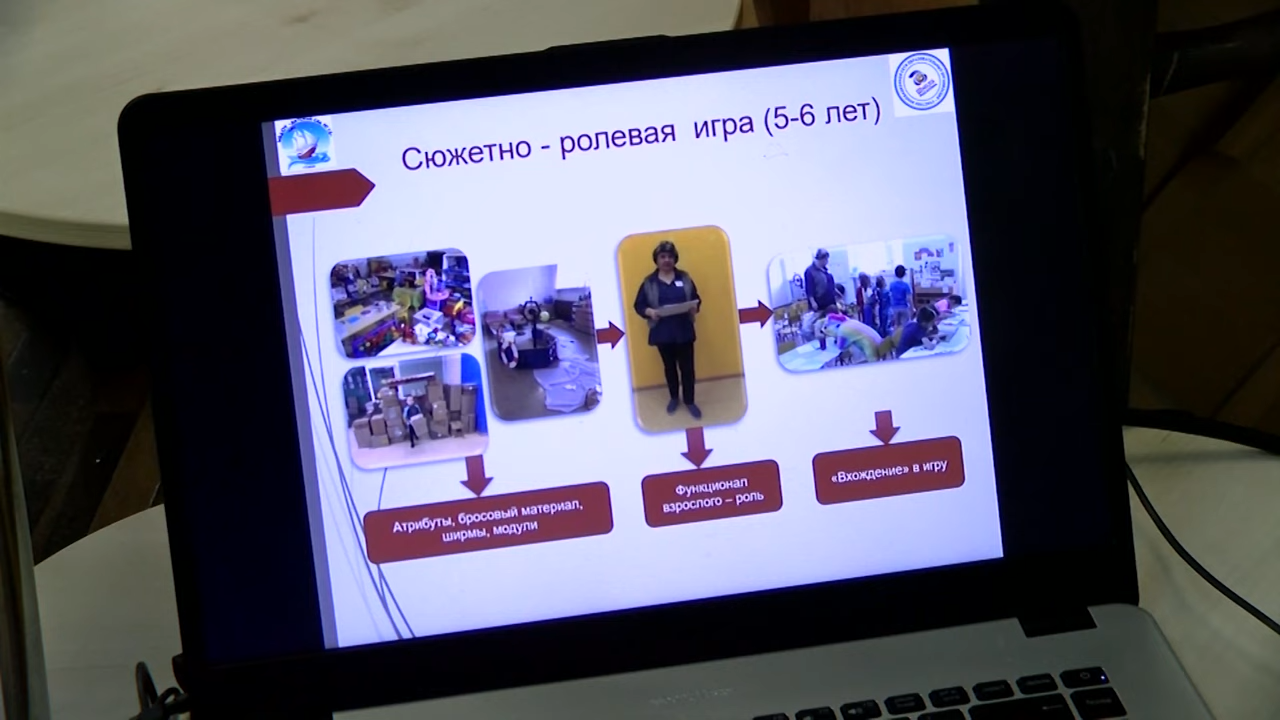 Сюжетно - ролевая игра (5-6 лет)
Атрибуты, бросовый материал,
ширмы, модули
Функционал
взрослого – роль
«Вхождение» в игру